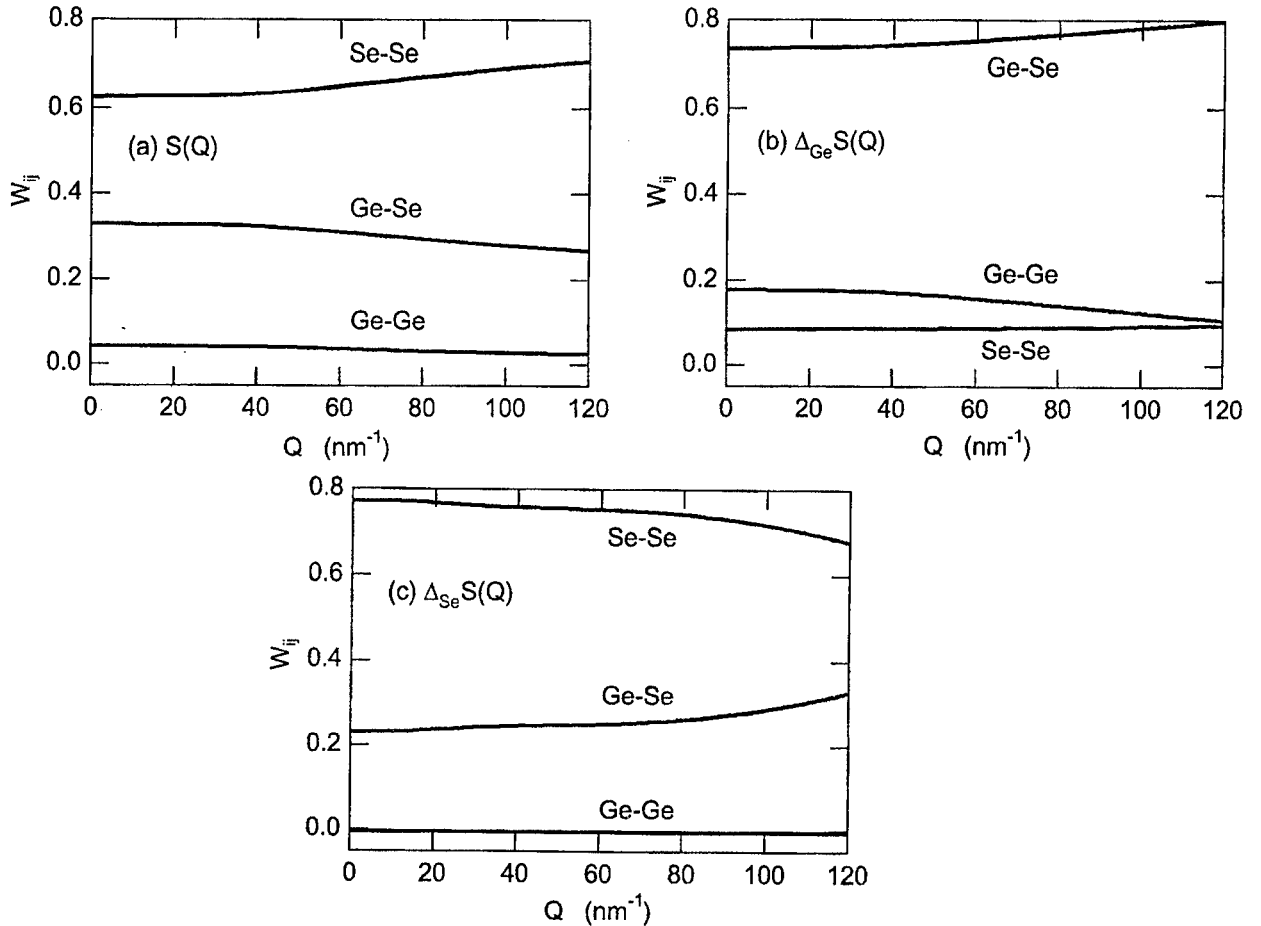 0.8
0.6
0.4
0.2
0.0
W_ij
Se-Se
(a) S(Q)
Ge-Se
Ge-Ge
0 20 40 60 80 100 120
Q (nm⁻¹)
0.8
0.6
0.4
0.2
0.0
W_ij
Ge-Se
(b) Δ_Ge S(Q)
Ge-Ge
Se-Se
0 20 40 60 80 100 120
Q (nm⁻¹)
0.8
0.6
0.4
0.2
0.0
W_ij
Se-Se
(c) Δ_Se S(Q)
Ge-Se
Ge-Ge
0 20 40 60 80 100 120
Q (nm⁻¹)